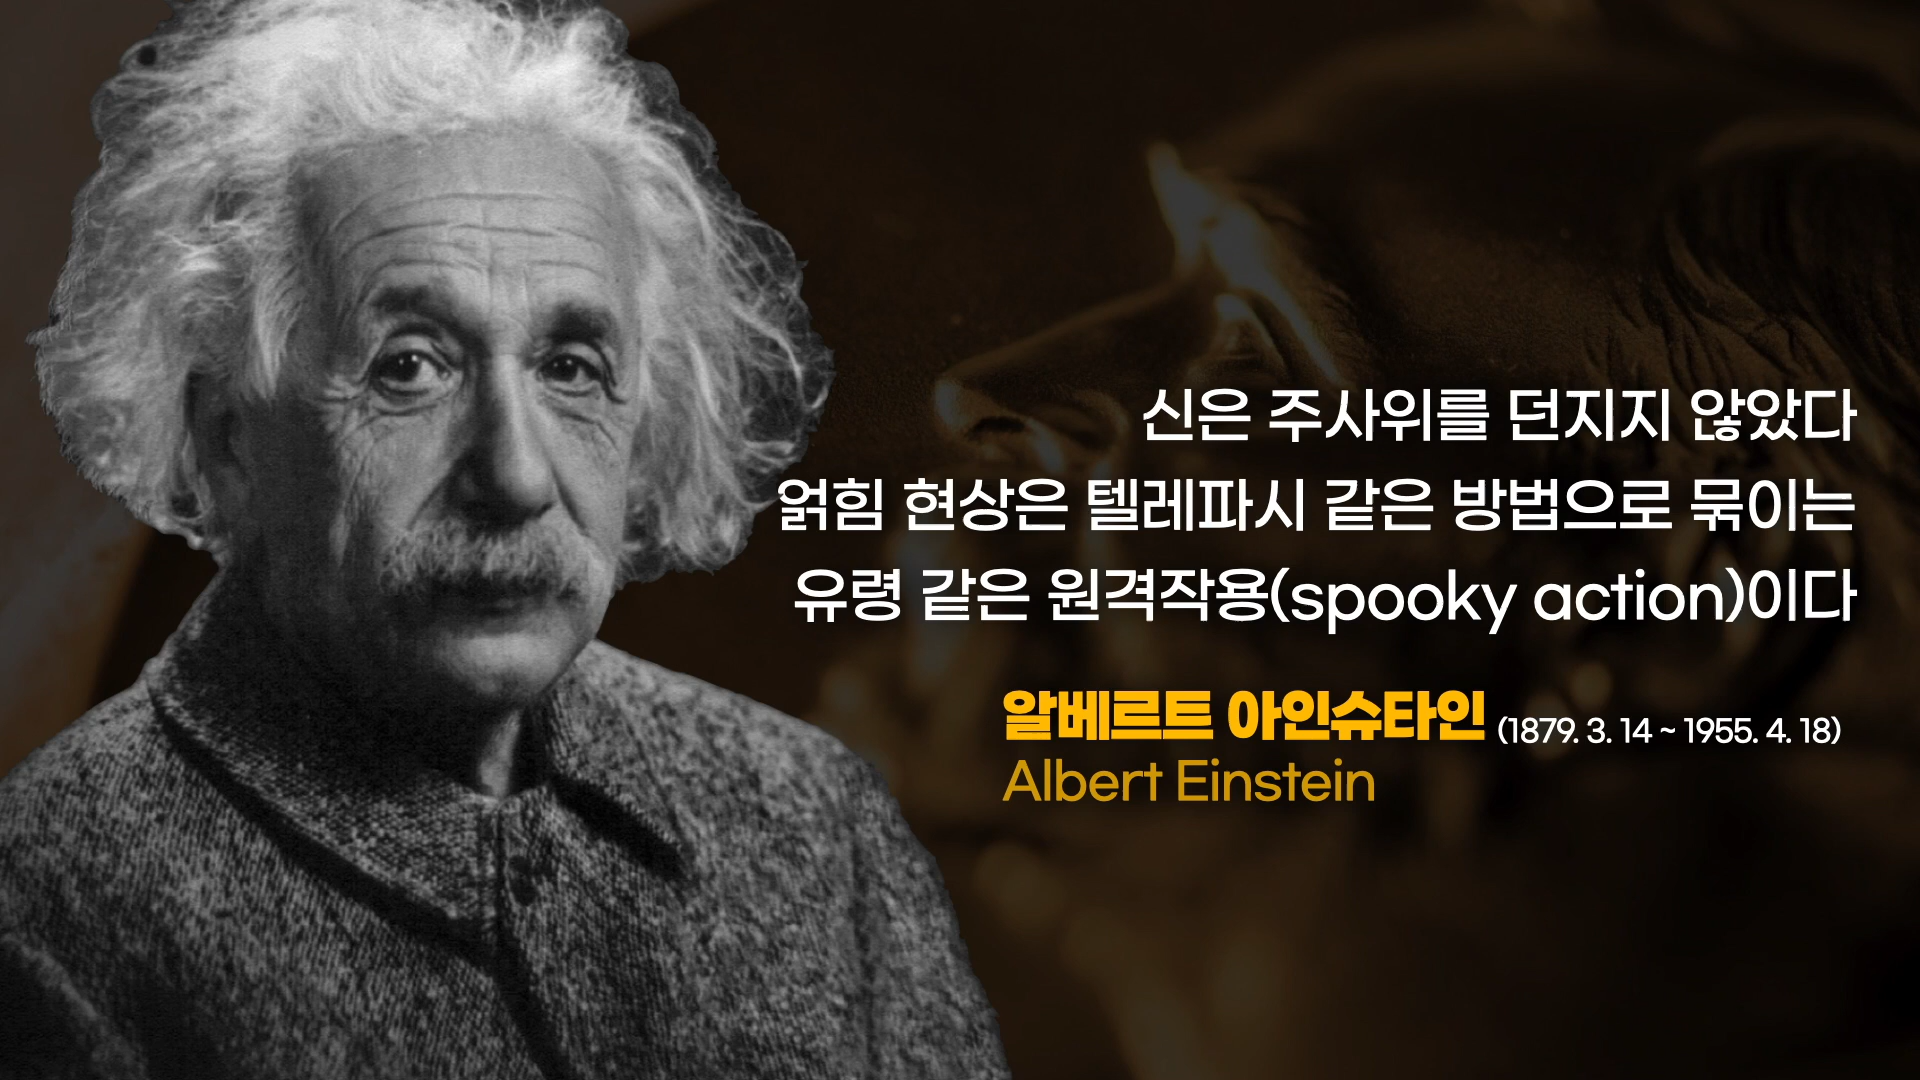 신은 주사위를 던지지 않았다
얽힘 현상은 텔레파시 같은 방법으로 묶이는
유령 같은 원격작용(spooky action)이다
알베르트 아인슈타인 (1879. 3. 14 ~ 1955. 4. 18)
Albert Einstein